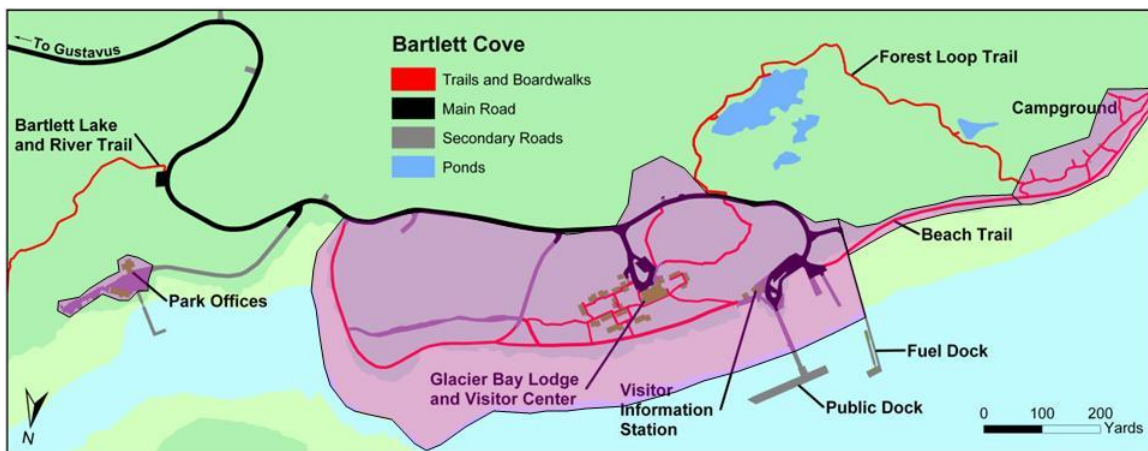 To Gustavus
Bartlett Cove
Trails and Boardwalks
Main Road
Secondary Roads
Ponds
Forest Loop Trail
Campground
Bartlett Lake
and River Trail
Beach Trail
Park Offices
Glacier Bay Lodge
and Visitor Center
Visitor
Information
Station
Fuel Dock
Public Dock
0 100 200
Yards
N